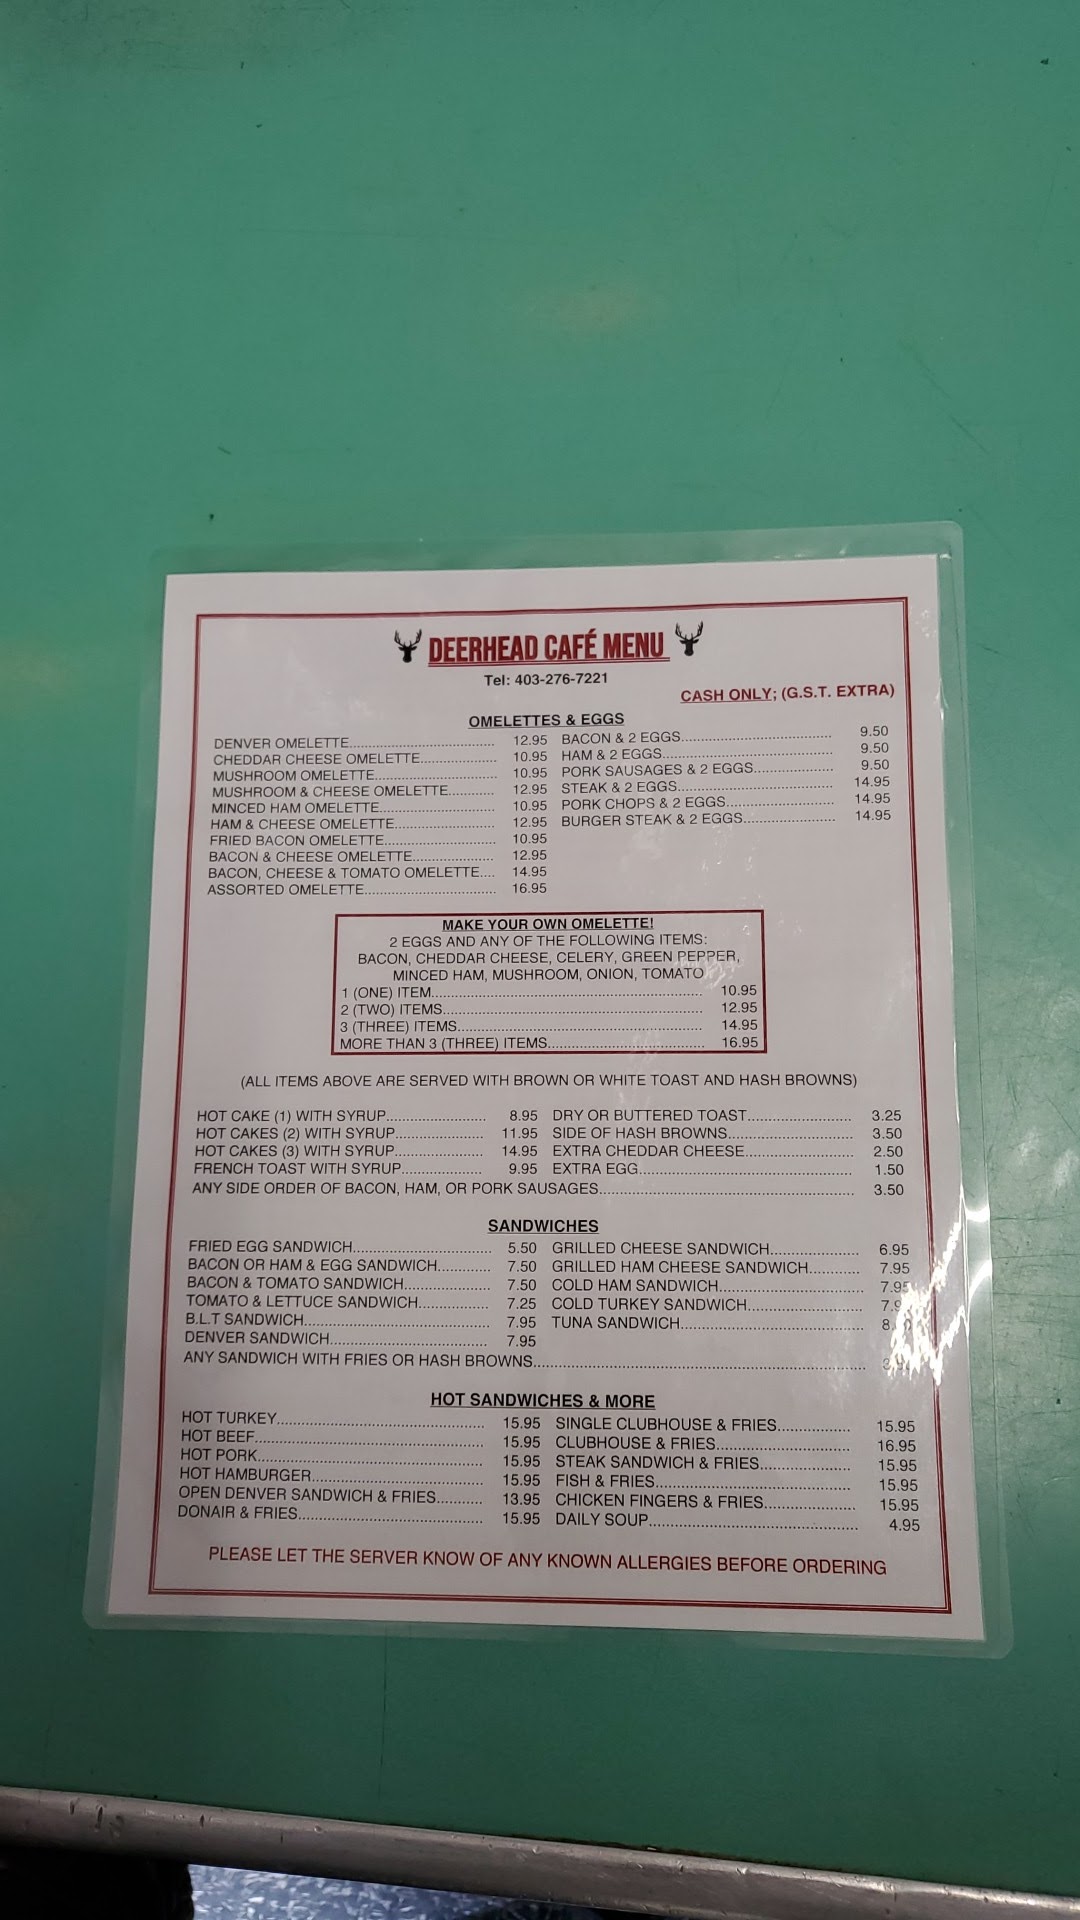 DEERHEAD CAFÉ MENU
Tel: 403-276-7221
CASH ONLY; (G.S.T. EXTRA)
OMELETTES & EGGS
DENVER OMELETTE 12.95 BACON & 2 EGGS 9.50
CHEDDAR CHEESE OMELETTE 10.95 HAM & 2 EGGS 9.50
MUSHROOM OMELETTE 10.95 PORK SAUSAGES & 2 EGGS 9.50
MUSHROOM & CHEESE OMELETTE 12.95 STEAK & 2 EGGS 14.95
MINCED HAM OMELETTE 10.95 PORK CHOPS & 2 EGGS 14.95
HAM & CHEESE OMELETTE 12.95 BURGER STEAK & 2 EGGS 14.95
FRIED BACON OMELETTE 10.95
BACON & CHEESE OMELETTE 12.95
BACON, CHEESE & TOMATO OMELETTE 14.95
ASSORTED OMELETTE 16.95
MAKE YOUR OWN OMELETTE!
2 EGGS AND ANY OF THE FOLLOWING ITEMS:
BACON, CHEDDAR CHEESE, CELERY, GREEN PEPPER,
MINCED HAM, MUSHROOM, ONION, TOMATO
1 (ONE) ITEM 10.95
2 (TWO) ITEMS 12.95
3 (THREE) ITEMS 14.95
MORE THAN 3 (THREE) ITEMS 16.95
(ALL ITEMS ABOVE ARE SERVED WITH BROWN OR WHITE TOAST AND HASH BROWNS)
HOT CAKE (1) WITH SYRUP 8.95 DRY OR BUTTERED TOAST 3.25
HOT CAKES (2) WITH SYRUP 11.95 SIDE OF HASH BROWNS 3.50
HOT CAKES (3) WITH SYRUP 14.95 EXTRA CHEDDAR CHEESE 2.50
FRENCH TOAST WITH SYRUP 9.95 EXTRA EGG 1.50
ANY SIDE ORDER OF BACON, HAM, OR PORK SAUSAGES 3.50
SANDWICHES
FRIED EGG SANDWICH 5.50 GRILLED CHEESE SANDWICH 6.95
BACON OR HAM & EGG SANDWICH 7.50 GRILLED HAM CHEESE SANDWICH 7.95
BACON & TOMATO SANDWICH 7.50 COLD HAM SANDWICH 7.95
TOMATO & LETTUCE SANDWICH 7.25 COLD TURKEY SANDWICH
B.L.T SANDWICH 7.95 TUNA SANDWICH
DENVER SANDWICH 7.95
ANY SANDWICH WITH FRIES OR HASH BROWNS
HOT SANDWICHES & MORE
HOT TURKEY 15.95 SINGLE CLUBHOUSE & FRIES 15.95
HOT BEEF 15.95 CLUBHOUSE & FRIES 16.95
HOT PORK 15.95 STEAK SANDWICH & FRIES 15.95
HOT HAMBURGER 15.95 FISH & FRIES 15.95
OPEN DENVER SANDWICH & FRIES 13.95 CHICKEN FINGERS & FRIES 15.95
DONAIR & FRIES 15.95 DAILY SOUP 4.95
PLEASE LET THE SERVER KNOW OF ANY KNOWN ALLERGIES BEFORE ORDERING